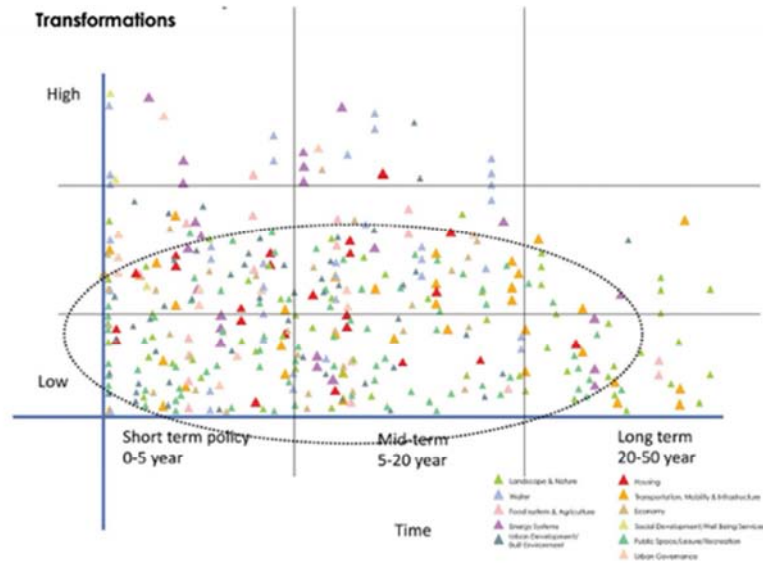 Transformations
High
Low
Short term policy
0-5 year
Mid-term
5-20 year
Long term
20-50 year
Time
Landscape & Nature
Water
Food system & Agriculture
Energy Systems
Urban Development/
Built Environment
Housing
Transportation, Mobility & Infrastructure
Economy
Social Development/Well Being Services
Public Space/Leisure/Recreation
Urban Governance